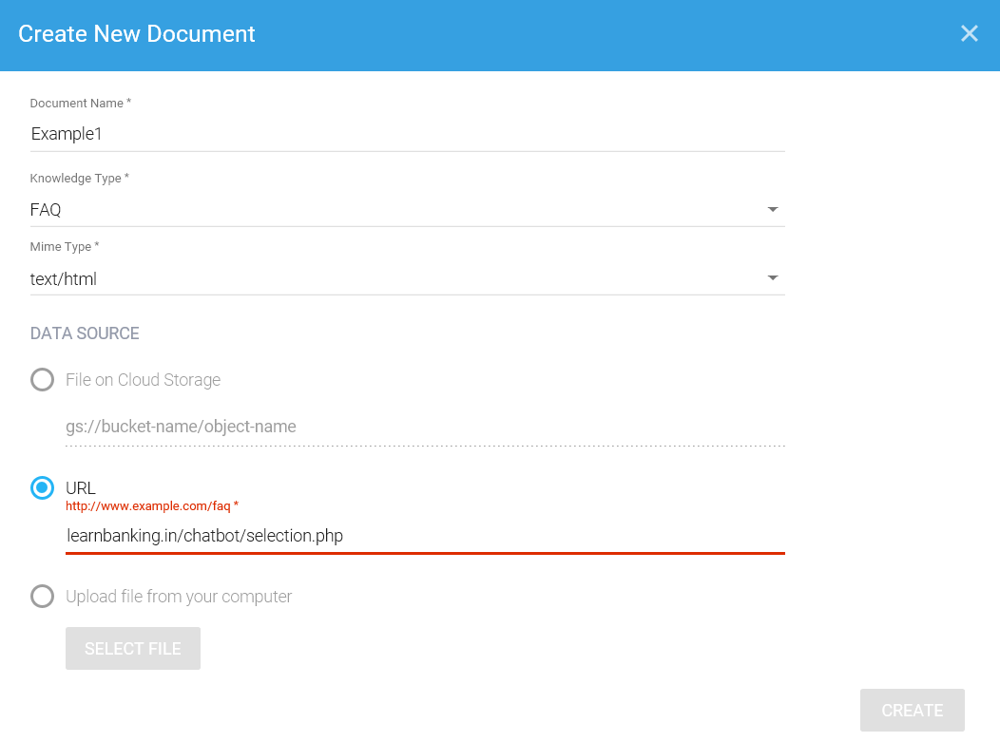 Create New Document
Document Name *
Example1
Knowledge Type *
FAQ
Mime Type *
text/html
DATA SOURCE
File on Cloud Storage
gs://bucket-name/object-name
URL
http://www.example.com/faq *
learnbanking.in/chatbot/selection.php
Upload file from your computer
SELECT FILE
CREATE